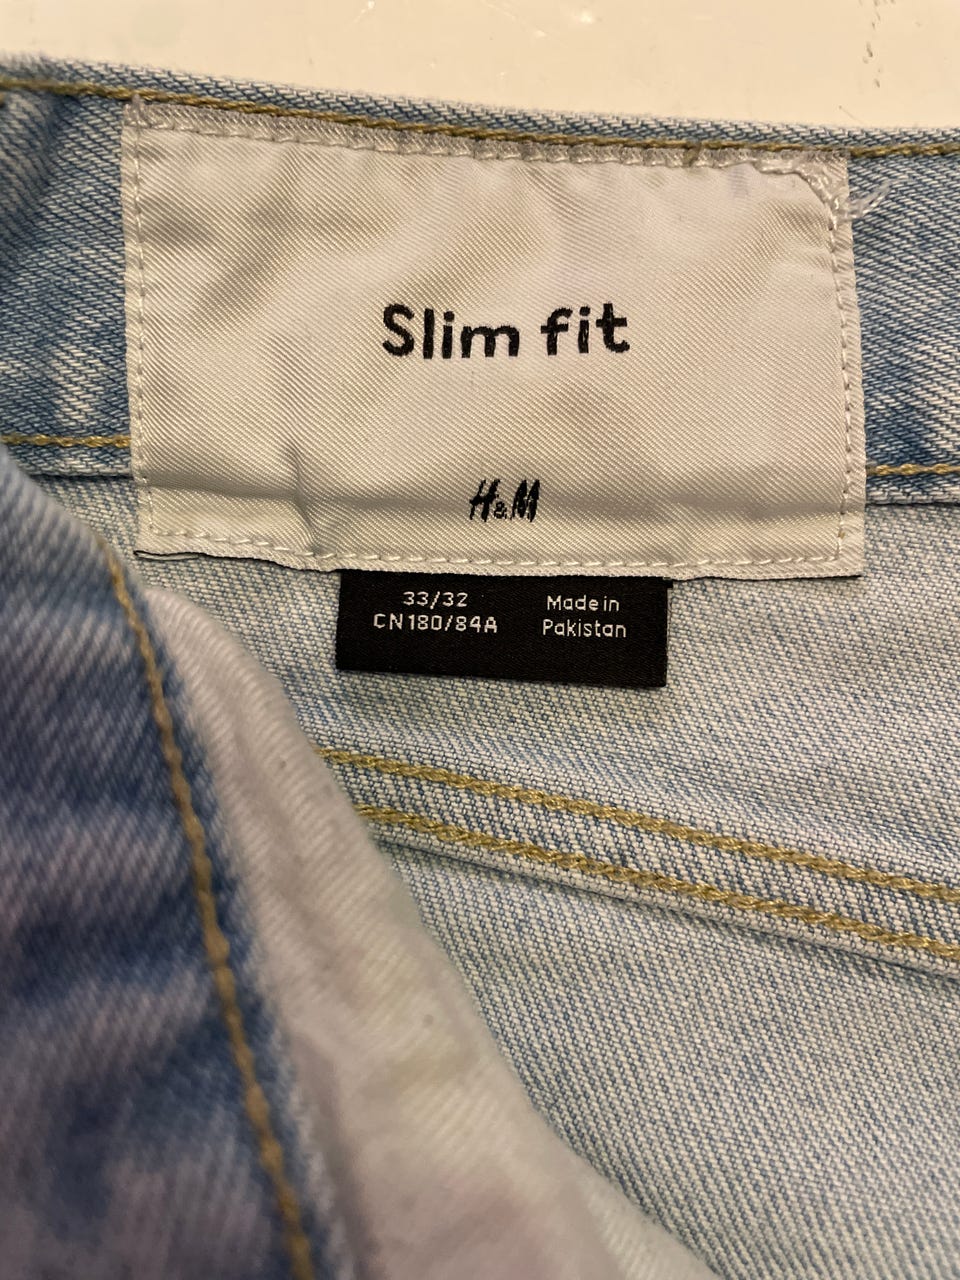 Slim fit
H&M
33/32
CN180/84A
Made in
Pakistan